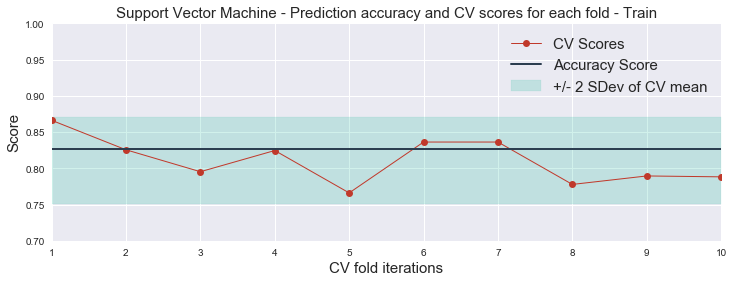 Support Vector Machine - Prediction accuracy and CV scores for each fold - Train
1.00
0.95
0.90
0.85
0.80
0.75
0.70
Score
CV Scores
Accuracy Score
+/- 2 SDev of CV mean
1 2 3 4 5 6 7 8 9 10
CV fold iterations